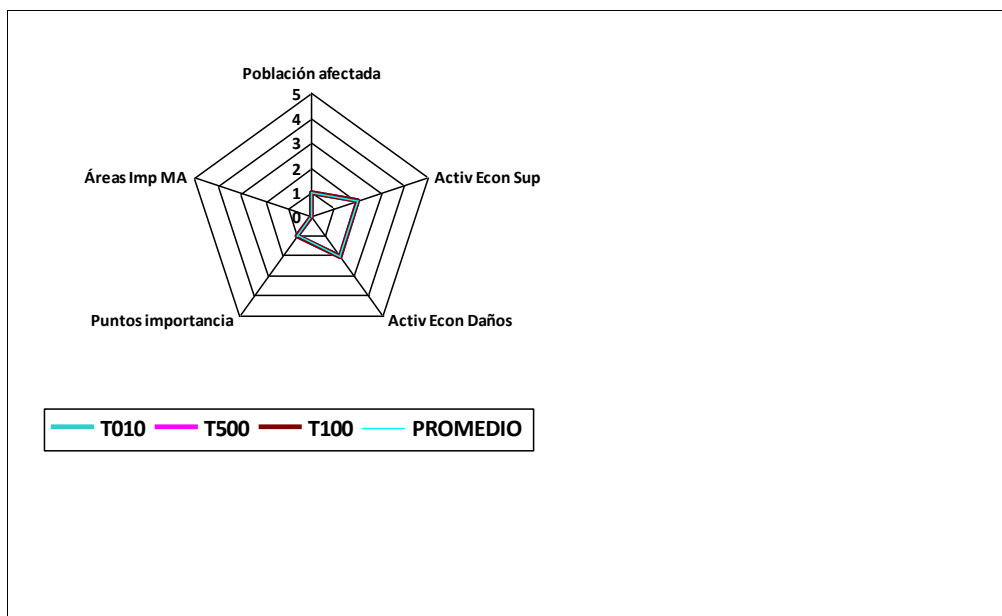 Población afectada
5
4
3
2
1
0
Áreas Imp MA
Activ Econ Sup
Puntos importancia
Activ Econ Daños
T010 T500 T100 PROMEDIO